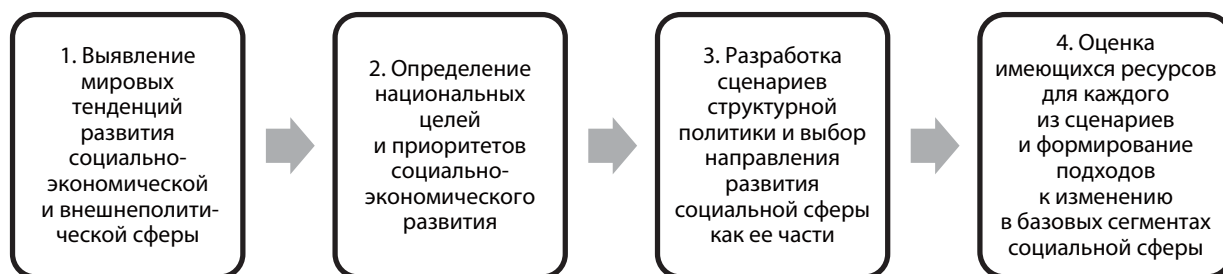 1. Выявление
мировых
тенденций
развития
социально-
экономической
и внешнеполити-
ческой сферы
2. Определение
национальных
целей
и приоритетов
социально-
экономического
развития
3. Разработка
сценариев
структурной
политики и выбор
направления
развития
социальной сферы
как ее части
4. Оценка
имеющихся ресурсов
для каждого
из сценариев
и формирование
подходов
к изменению
в базовых сегментах
социальной сферы